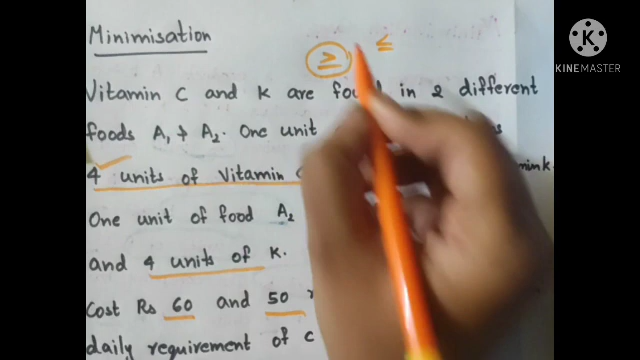 Minimisation
≥ ≤
K
KINEMASTER
Vitamin C and K are in 2 different
foods A1 & A2. One unit
4 units of Vitamin
One unit of food A2
and 4 units of K.
Cost Rs 60 and 50
daily requirement of C